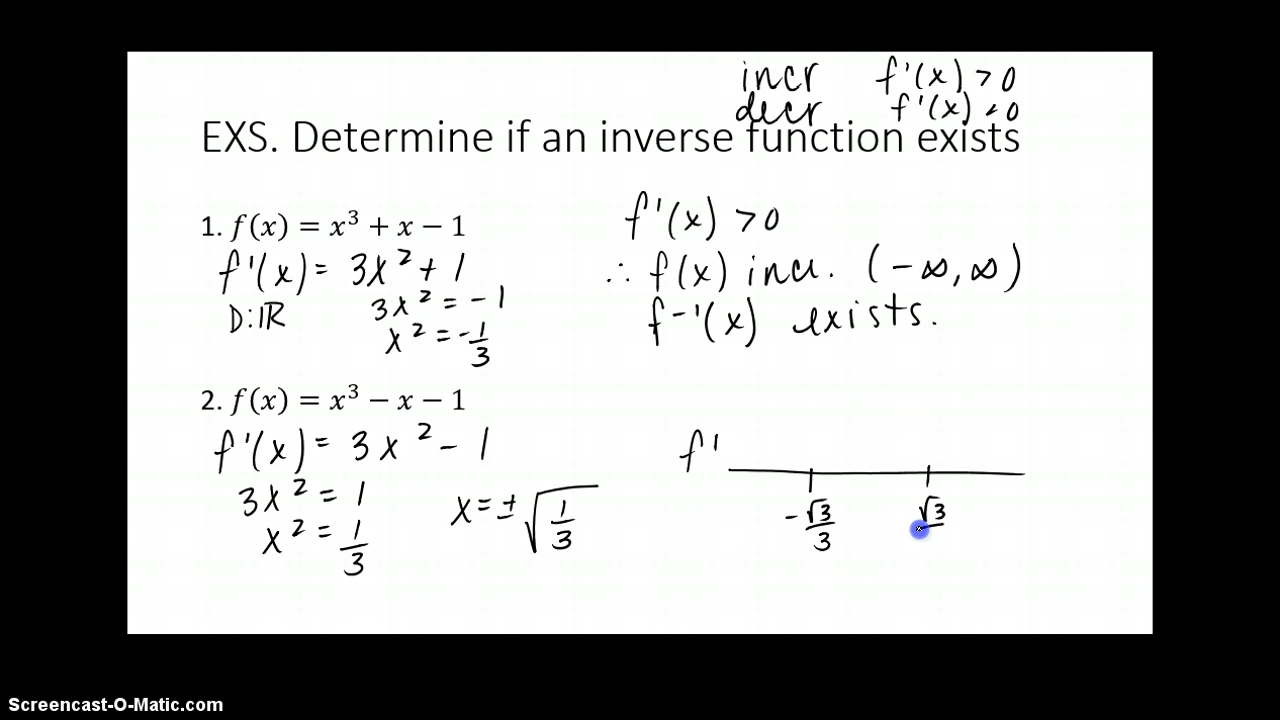 incr f'(x) > 0
decr f'(x) < 0
EXS. Determine if an inverse function exists
1. f(x) = x³ + x − 1
f'(x) = 3x² + 1
D: ℝ
3x² = -1
x² = -1/3
f'(x) > 0
∴ f(x) incr. (-∞, ∞)
f⁻¹(x) exists.
2. f(x) = x³ − x − 1
f'(x) = 3x² - 1
3x² = 1
x² = 1/3
x = ± √(1/3)
f'
-√3/3 √3
Screencast-O-Matic.com